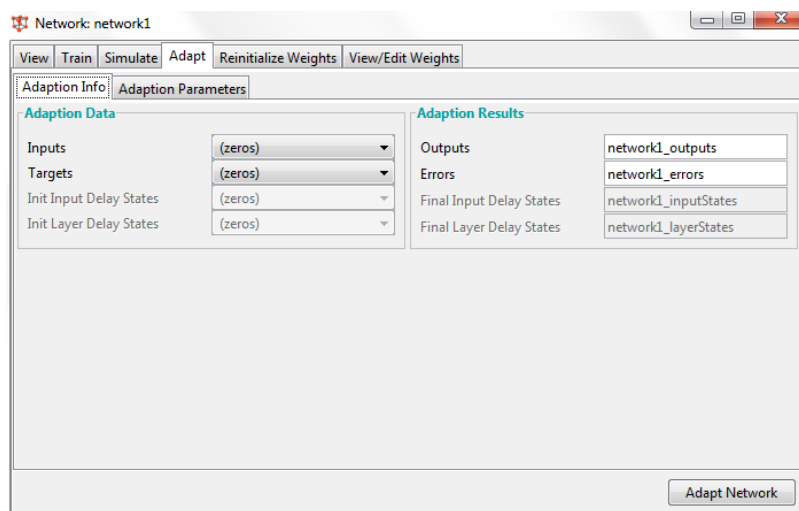 Network: network1
View Train Simulate Adapt Reinitialize Weights View/Edit Weights
Adaption Info Adaption Parameters
Adaption Data
Inputs (zeros)
Targets (zeros)
Init Input Delay States (zeros)
Init Layer Delay States (zeros)
Adaption Results
Outputs network1_outputs
Errors network1_errors
Final Input Delay States network1_inputStates
Final Layer Delay States network1_layerStates
Adapt Network